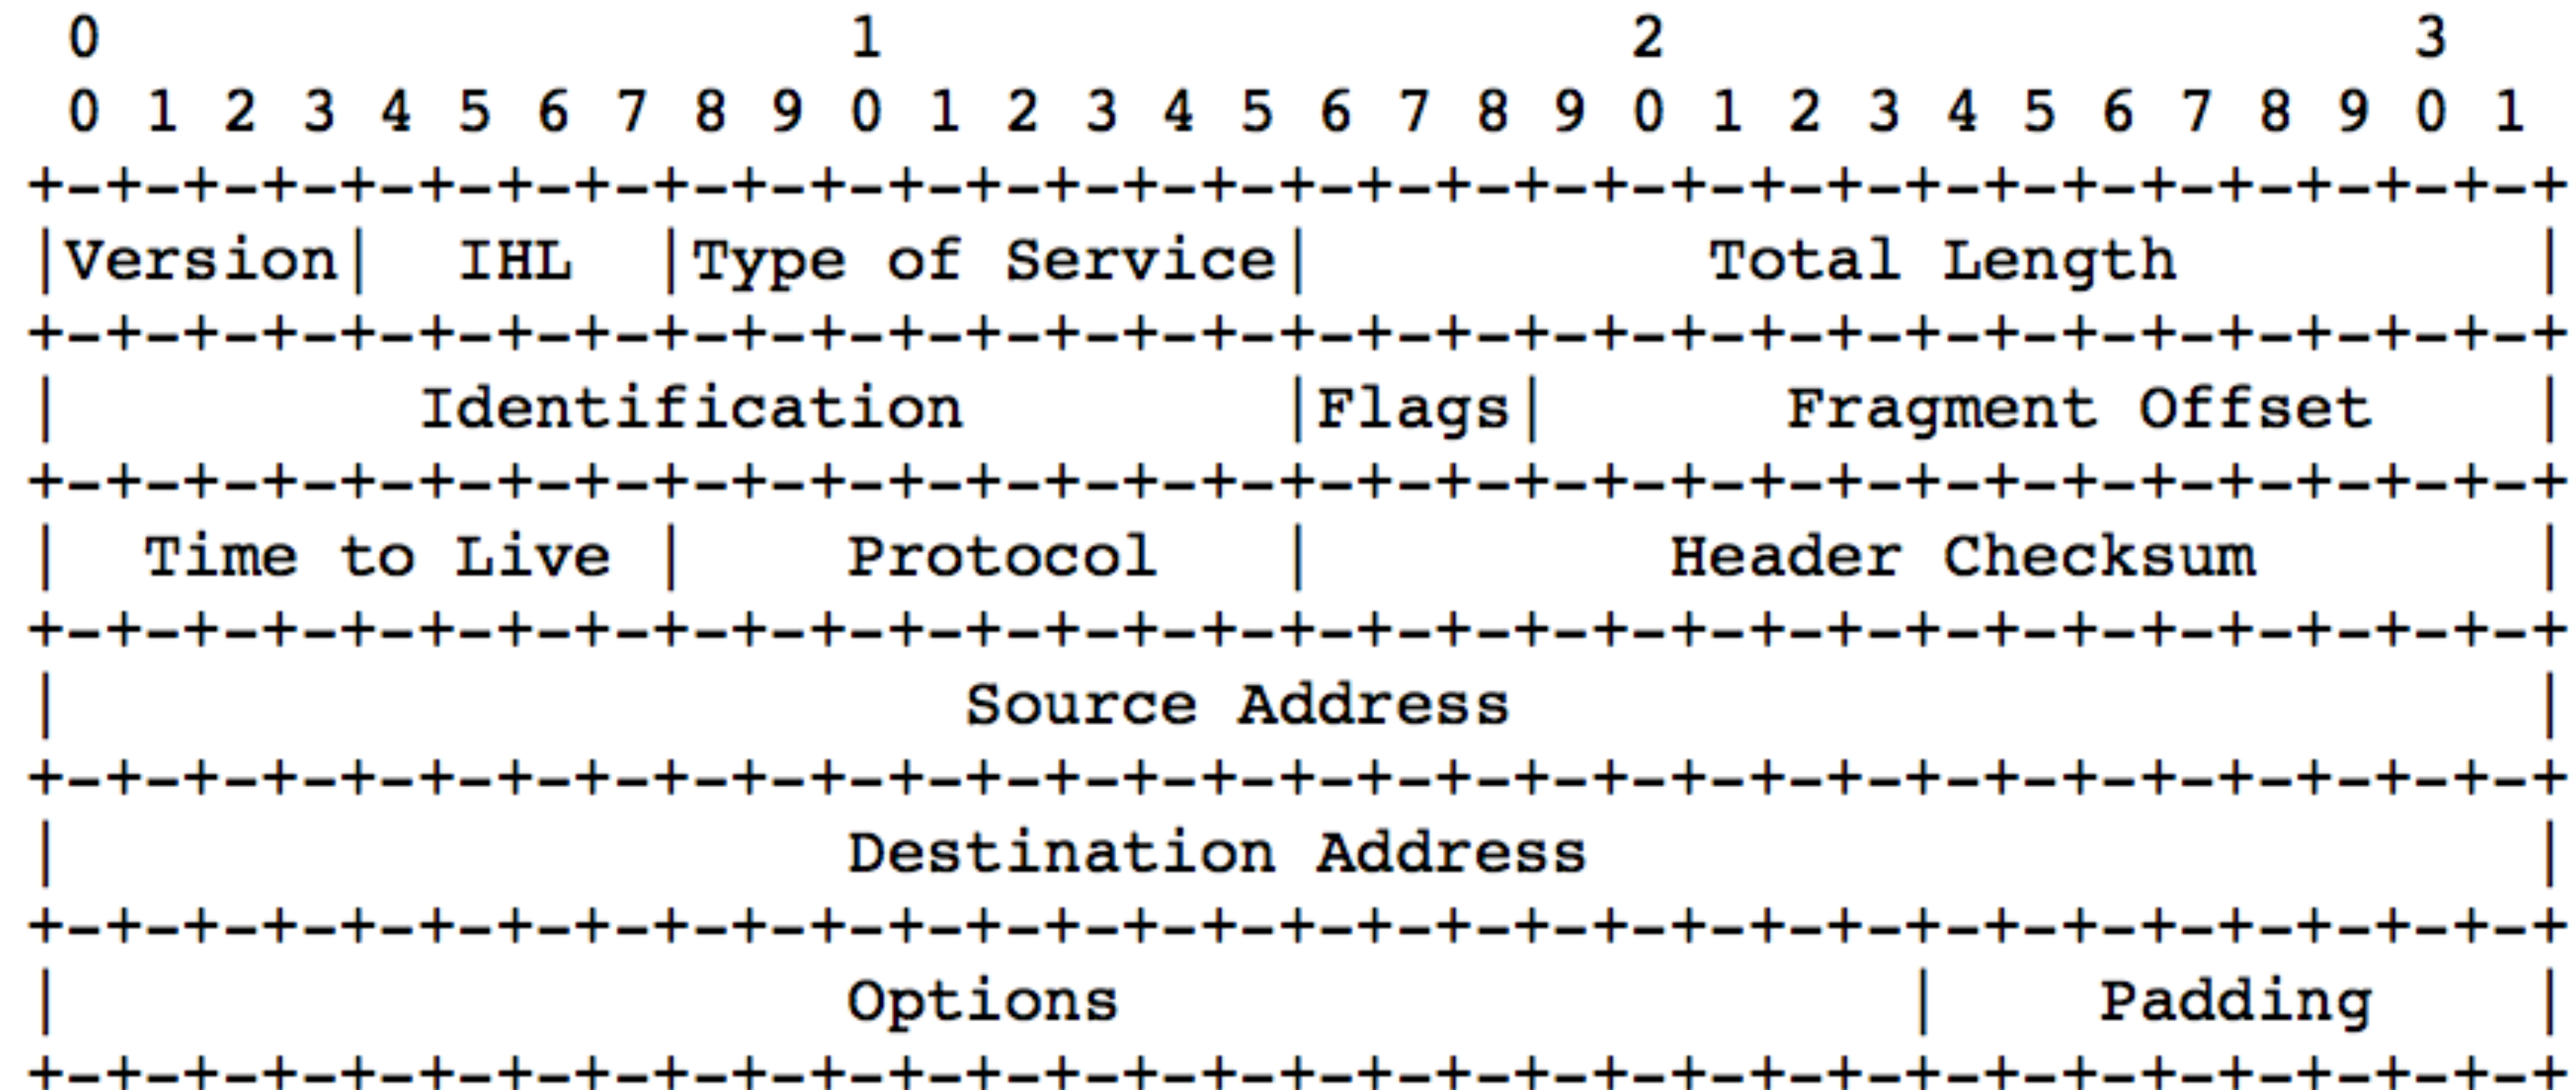 0                   1                   2                   3
 0 1 2 3 4 5 6 7 8 9 0 1 2 3 4 5 6 7 8 9 0 1 2 3 4 5 6 7 8 9 0 1
+-+-+-+-+-+-+-+-+-+-+-+-+-+-+-+-+-+-+-+-+-+-+-+-+-+-+-+-+-+-+-+-+
|Version|  IHL  |Type of Service|          Total Length         |
+-+-+-+-+-+-+-+-+-+-+-+-+-+-+-+-+-+-+-+-+-+-+-+-+-+-+-+-+-+-+-+-+
|         Identification        |Flags|      Fragment Offset    |
+-+-+-+-+-+-+-+-+-+-+-+-+-+-+-+-+-+-+-+-+-+-+-+-+-+-+-+-+-+-+-+-+
|  Time to Live |    Protocol   |         Header Checksum       |
+-+-+-+-+-+-+-+-+-+-+-+-+-+-+-+-+-+-+-+-+-+-+-+-+-+-+-+-+-+-+-+-+
|                       Source Address                          |
+-+-+-+-+-+-+-+-+-+-+-+-+-+-+-+-+-+-+-+-+-+-+-+-+-+-+-+-+-+-+-+-+
|                    Destination Address                        |
+-+-+-+-+-+-+-+-+-+-+-+-+-+-+-+-+-+-+-+-+-+-+-+-+-+-+-+-+-+-+-+-+
|                    Options                    |    Padding    |
+-+-+-+-+-+-+-+-+-+-+-+-+-+-+-+-+-+-+-+-+-+-+-+-+-+-+-+-+-+-+-+-+